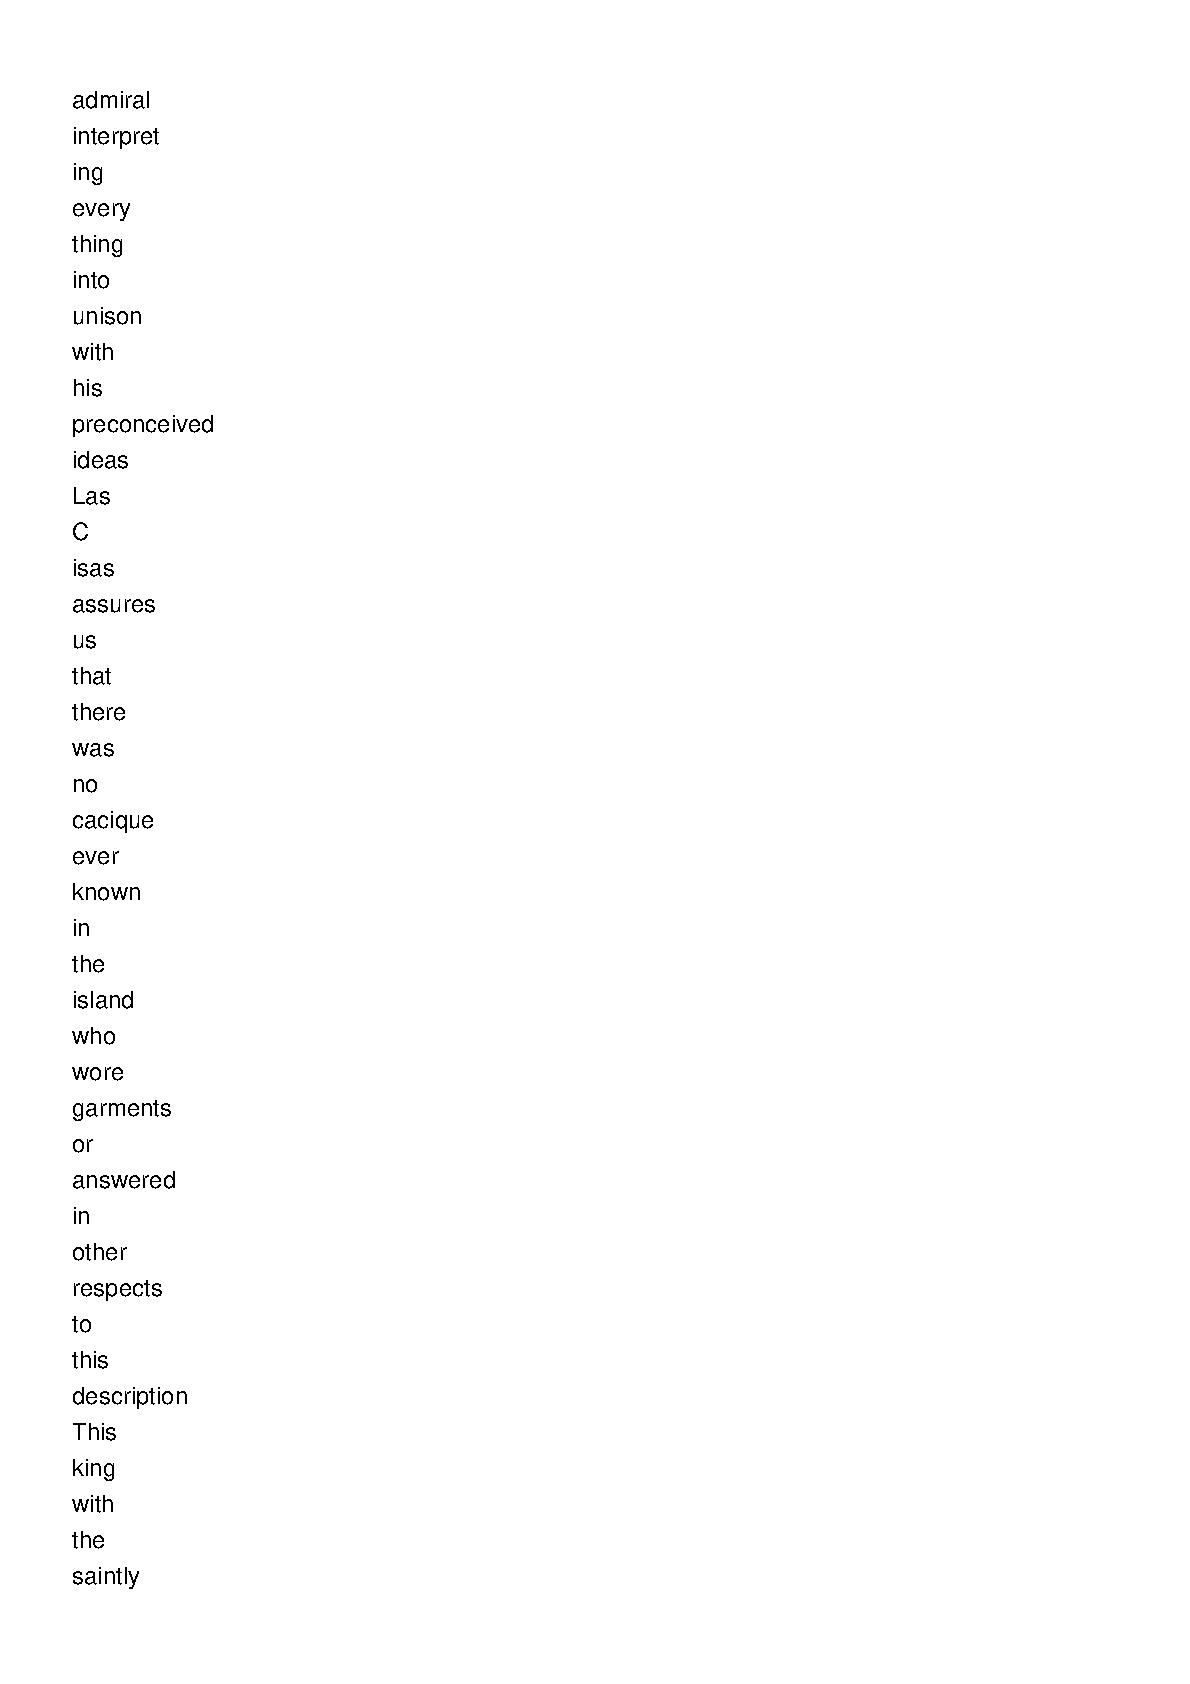 admiral
interpret
ing
every
thing
into
unison
with
his
preconceived
ideas
Las
C
isas
assures
us
that
there
was
no
cacique
ever
known
in
the
island
who
wore
garments
or
answered
in
other
respects
to
this
description
This
king
with
the
saintly